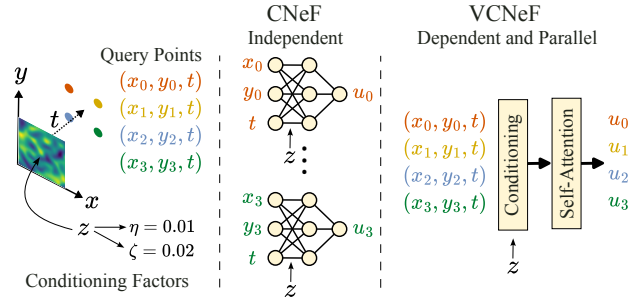 Query Points
y
t
x
(x₀, y₀, t)
(x₁, y₁, t)
(x₂, y₂, t)
(x₃, y₃, t)
z
η = 0.01
ζ = 0.02
Conditioning Factors
CNeF
Independent
x₀
y₀
t
u₀
z
x₃
y₃
t
u₃
z
VCNeF
Dependent and Parallel
(x₀, y₀, t)
(x₁, y₁, t)
(x₂, y₂, t)
(x₃, y₃, t)
Conditioning
Self-Attention
u₀
u₁
u₂
u₃
z